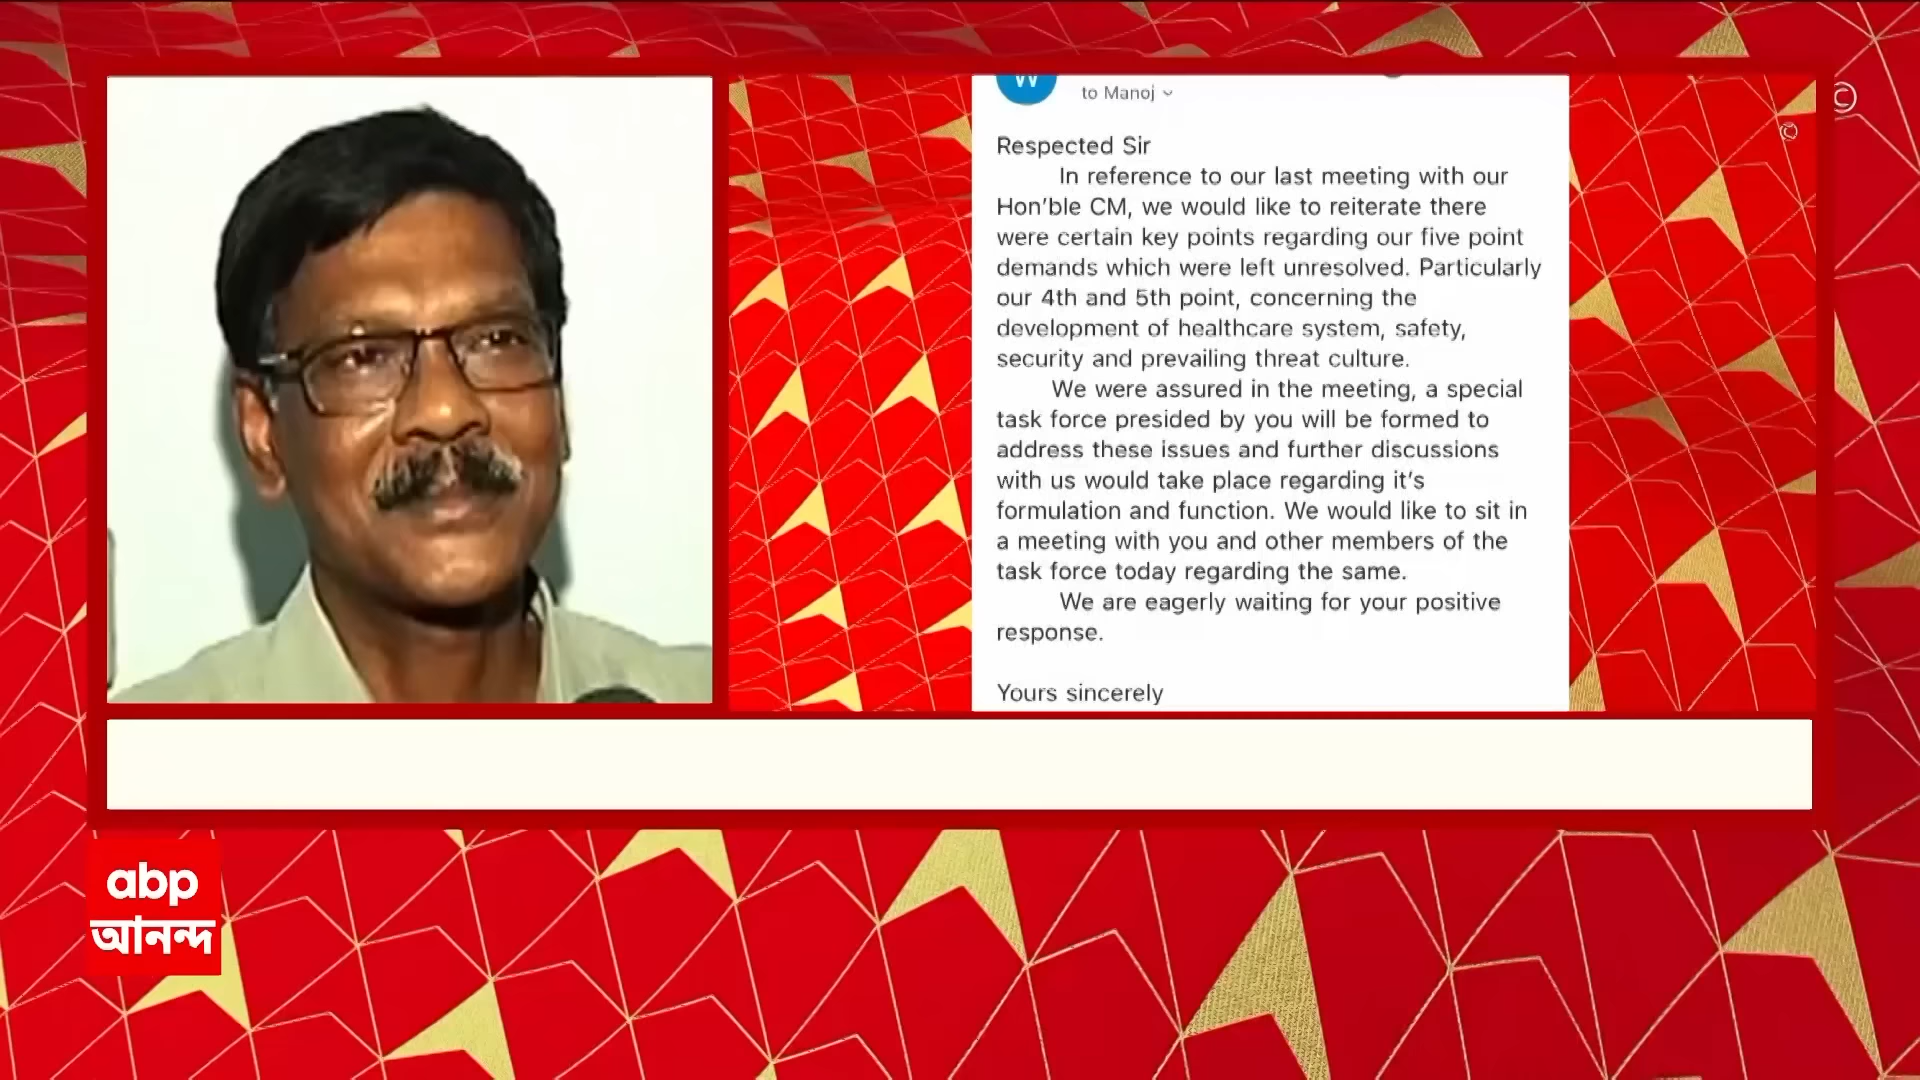 W
to Manoj
Respected Sir
In reference to our last meeting with our
Hon'ble CM, we would like to reiterate there
were certain key points regarding our five point
demands which were left unresolved. Particularly
our 4th and 5th point, concerning the
development of healthcare system, safety,
security and prevailing threat culture.
We were assured in the meeting, a special
task force presided by you will be formed to
address these issues and further discussions
with us would take place regarding it's
formulation and function. We would like to sit in
a meeting with you and other members of the
task force today regarding the same.
We are eagerly waiting for your positive
response.
Yours sincerely
©
©
abp
আনন্দ